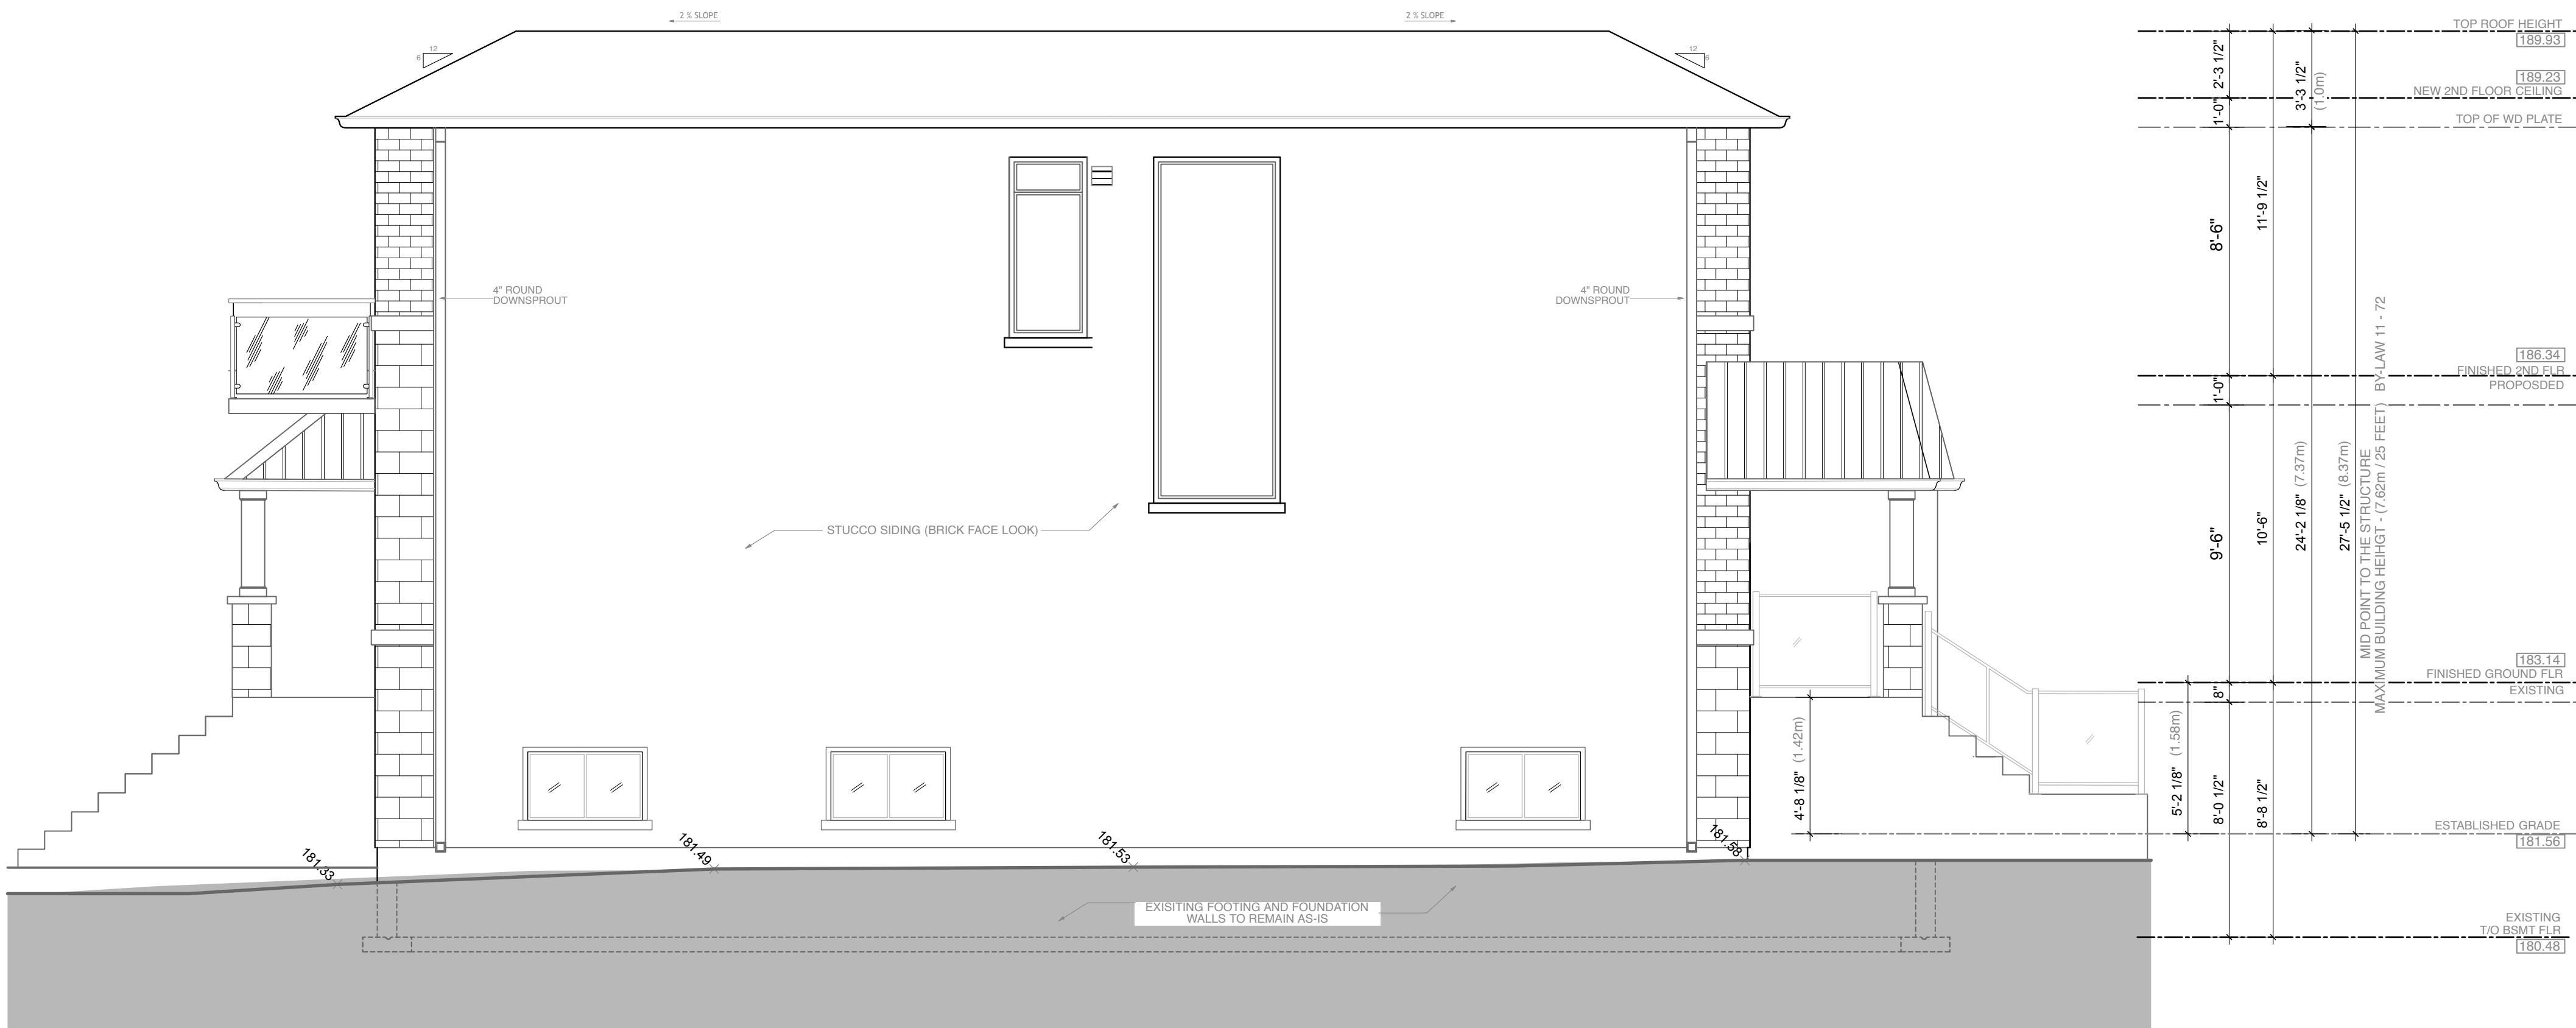 2 % SLOPE
2 % SLOPE
12
6
12
6
TOP ROOF HEIGHT
189.93
189.23
NEW 2ND FLOOR CEILING
TOP OF WD PLATE
2'-3 1/2"
1'-0"
3'-3 1/2"
(1.0m)
8'-6"
11'-9 1/2"
4" ROUND
DOWNSPROUT
4" ROUND
DOWNSPROUT
186.34
FINISHED 2ND FLR
PROPOSDED
1'-0"
STUCCO SIDING (BRICK FACE LOOK)
9'-6"
10'-6"
24'-2 1/8" (7.37m)
27'-5 1/2" (8.37m)
MID POINT TO THE STRUCTURE
MAXIMUM BUILDING HEIHGT - (7.62m / 25 FEET) BY-LAW 11 - 72
183.14
FINISHED GROUND FLR
EXISTING
8"
4'-8 1/8" (1.42m)
5'-2 1/8" (1.58m)
8'-0 1/2"
8'-8 1/2"
ESTABLISHED GRADE
181.56
181.33
181.49
181.53
181.58
EXISITING FOOTING AND FOUNDATION
WALLS TO REMAIN AS-IS
EXISTING
T/O BSMT FLR
180.48